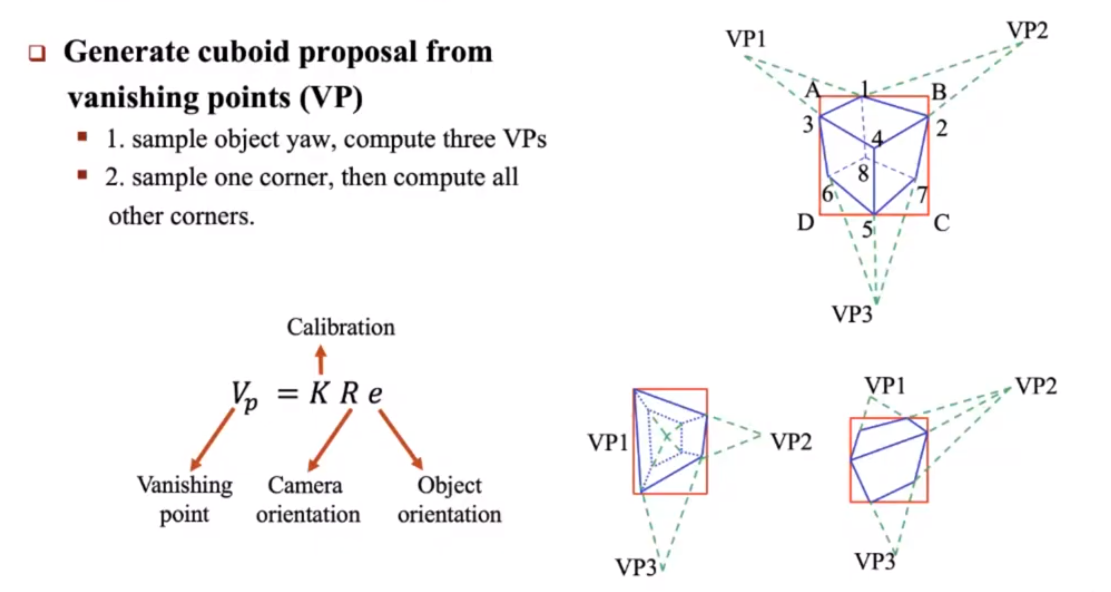 Generate cuboid proposal from
vanishing points (VP)
1. sample object yaw, compute three VPs
2. sample one corner, then compute all
other corners.
VP1
VP2
A
1
B
3
4
2
8
6
7
D
5
C
VP3
Calibration
V_p = K R e
Vanishing
point
Camera
orientation
Object
orientation
VP1
VP2
VP3
VP1
VP2
VP3